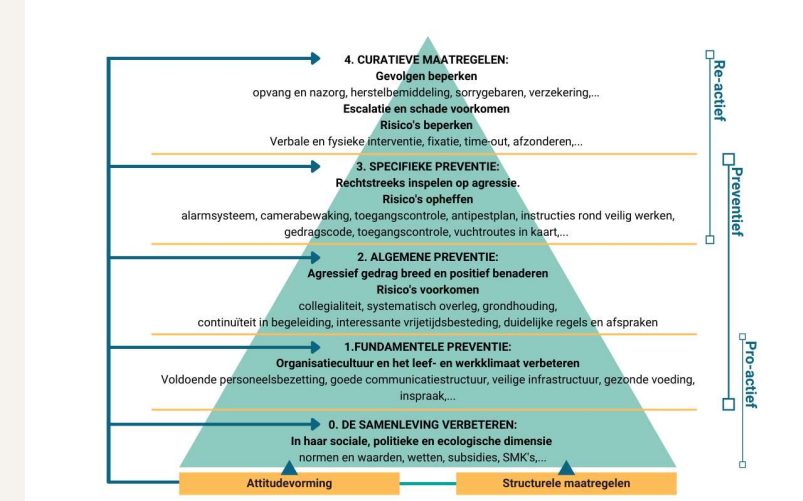 4. CURATIEVE MAATREGELEN:
Gevolgen beperken
opvang en nazorg, herstelbemiddeling, sorrygebaren, verzekering,...
Escalatie en schade voorkomen
Risico's beperken
Verbale en fysieke interventie, fixatie, time-out, afzonderen,...
3. SPECIFIEKE PREVENTIE:
Rechtstreeks inspelen op agressie.
Risico's opheffen
alarmsysteem, camerabewaking, toegangscontrole, antipestplan, instructies rond veilig werken,
gedragscode, toegangscontrole, vuchtroutes in kaart,...
2. ALGEMENE PREVENTIE:
Agressief gedrag breed en positief benaderen
Risico's voorkomen
collegialiteit, systematisch overleg, grondhouding,
continuïteit in begeleiding, interessante vrijetijdsbesteding, duidelijke regels en afspraken
1.FUNDAMENTELE PREVENTIE:
Organisatiecultuur en het leef- en werkklimaat verbeteren
Voldoende personeelsbezetting, goede communicatiestructuur, veilige infrastructuur, gezonde voeding,
inspraak,...
0. DE SAMENLEVING VERBETEREN:
In haar sociale, politieke en ecologische dimensie
normen en waarden, wetten, subsidies, SMK's,...
Attitudevorming
Structurele maatregelen
Re-actief
Preventief
Pro-actief